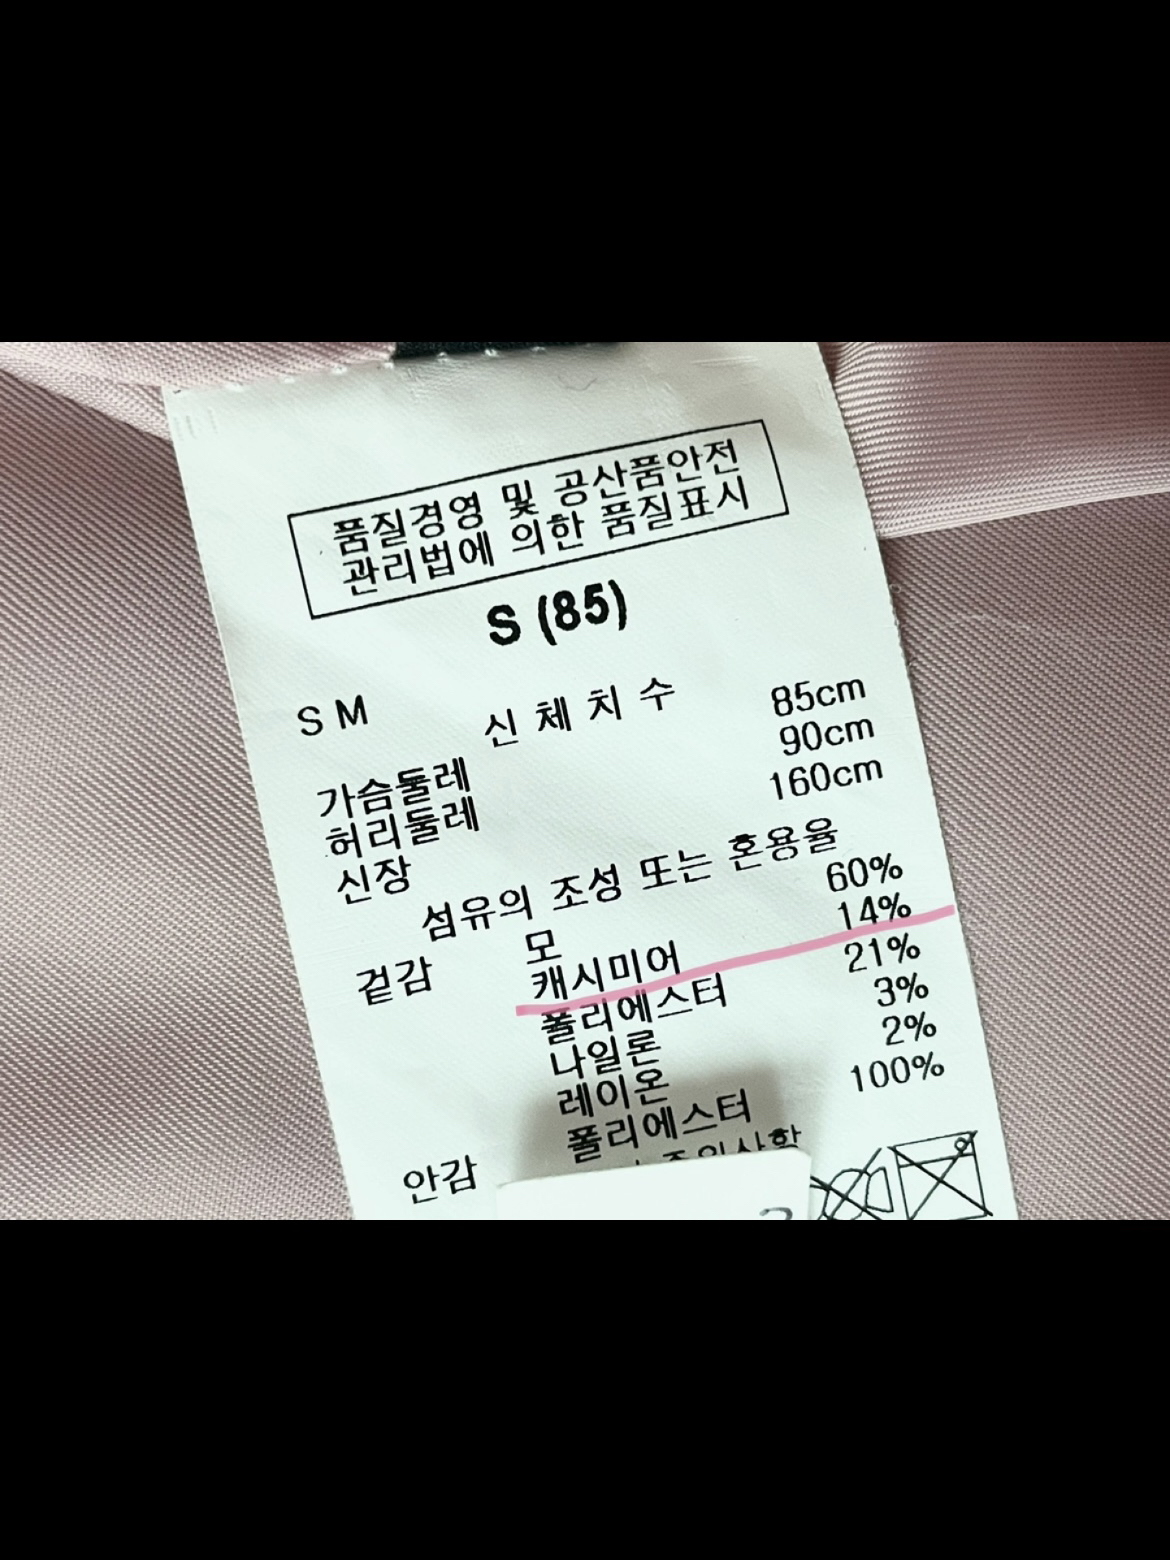 품질경영 및 공산품안전
관리법에 의한 품질표시
S (85)
S M 신 체 치 수
가슴둘레 85cm
허리둘레 90cm
신장 160cm
섬유의 조성 또는 혼용율
겉감 모 60%
캐시미어 14%
폴리에스터 21%
나일론 3%
레이온 2%
안감 폴리에스터 100%